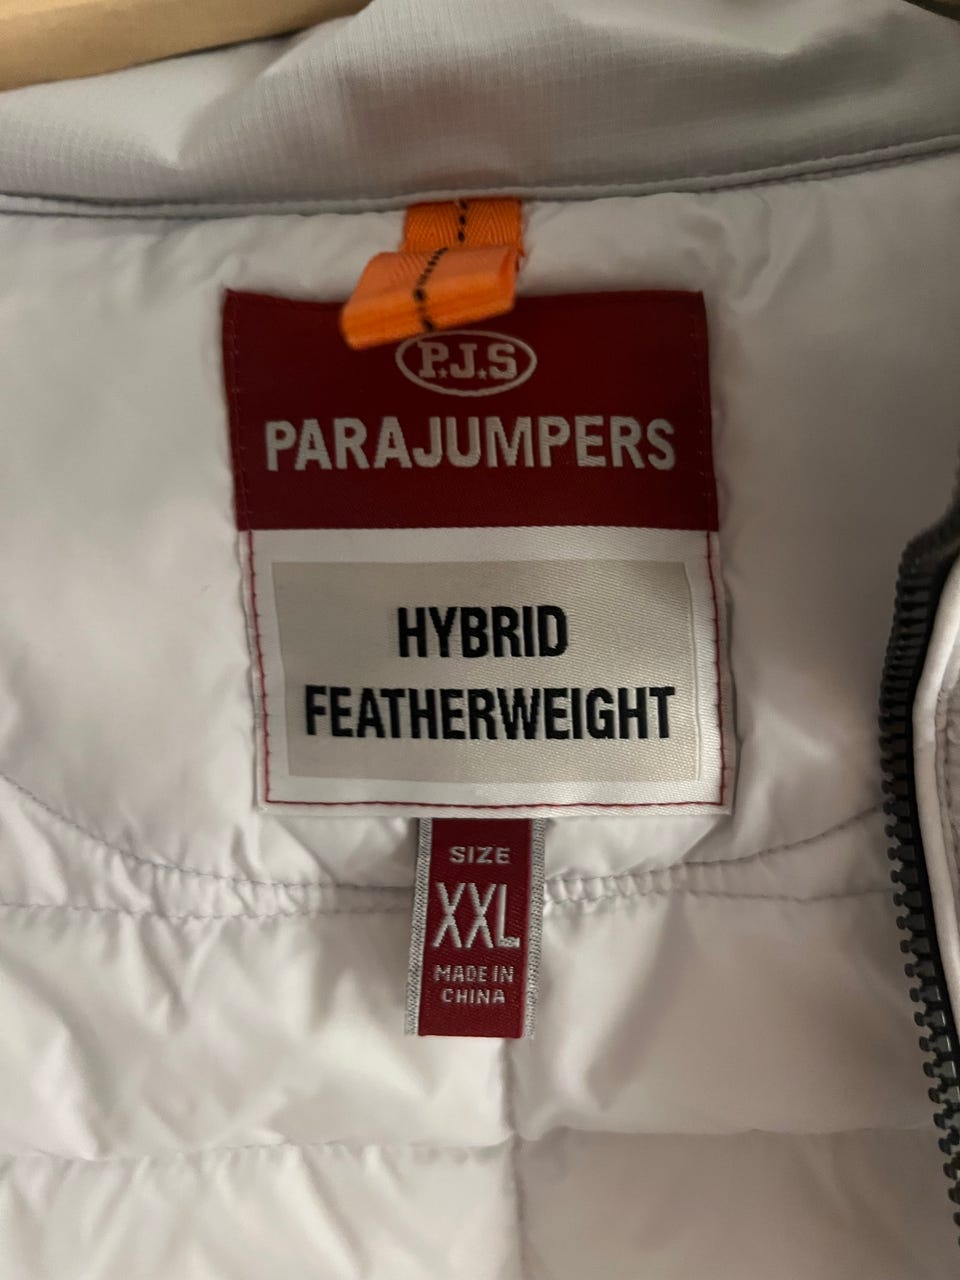 P.J.S
PARAJUMPERS
HYBRID
FEATHERWEIGHT
SIZE
XXL
MADE IN
CHINA